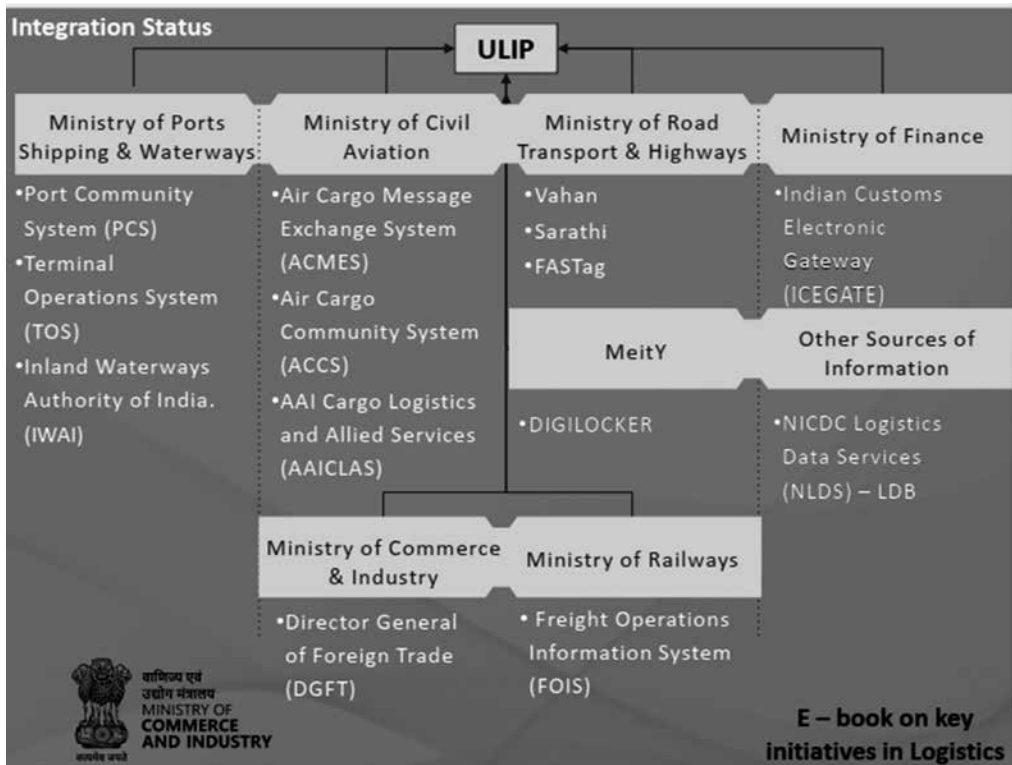 Integration Status
ULIP
Ministry of Ports
Shipping & Waterways
•Port Community
System (PCS)
•Terminal
Operations System
(TOS)
•Inland Waterways
Authority of India.
(IWAI)
Ministry of Civil
Aviation
•Air Cargo Message
Exchange System
(ACMES)
•Air Cargo
Community System
(ACCS)
•AAI Cargo Logistics
and Allied Services
(AAICLAS)
Ministry of Road
Transport & Highways
•Vahan
•Sarathi
•FASTag
Ministry of Finance
•Indian Customs
Electronic
Gateway
(ICEGATE)
MeitY
•DIGILOCKER
Other Sources of
Information
•NICDC Logistics
Data Services
(NLDS) – LDB
Ministry of Commerce
& Industry
•Director General
of Foreign Trade
(DGFT)
Ministry of Railways
• Freight Operations
Information System
(FOIS)
सत्यमेव जयते
वाणिज्य एवं
उद्योग मंत्रालय
MINISTRY OF
COMMERCE
AND INDUSTRY
E – book on key
initiatives in Logistics